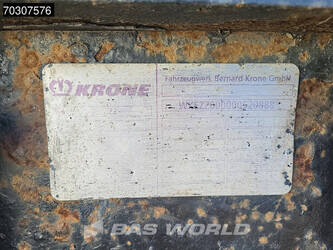 70307576
KRONE
Fahrzeugwerk Bernard Krone GmbH
BAS WORLD